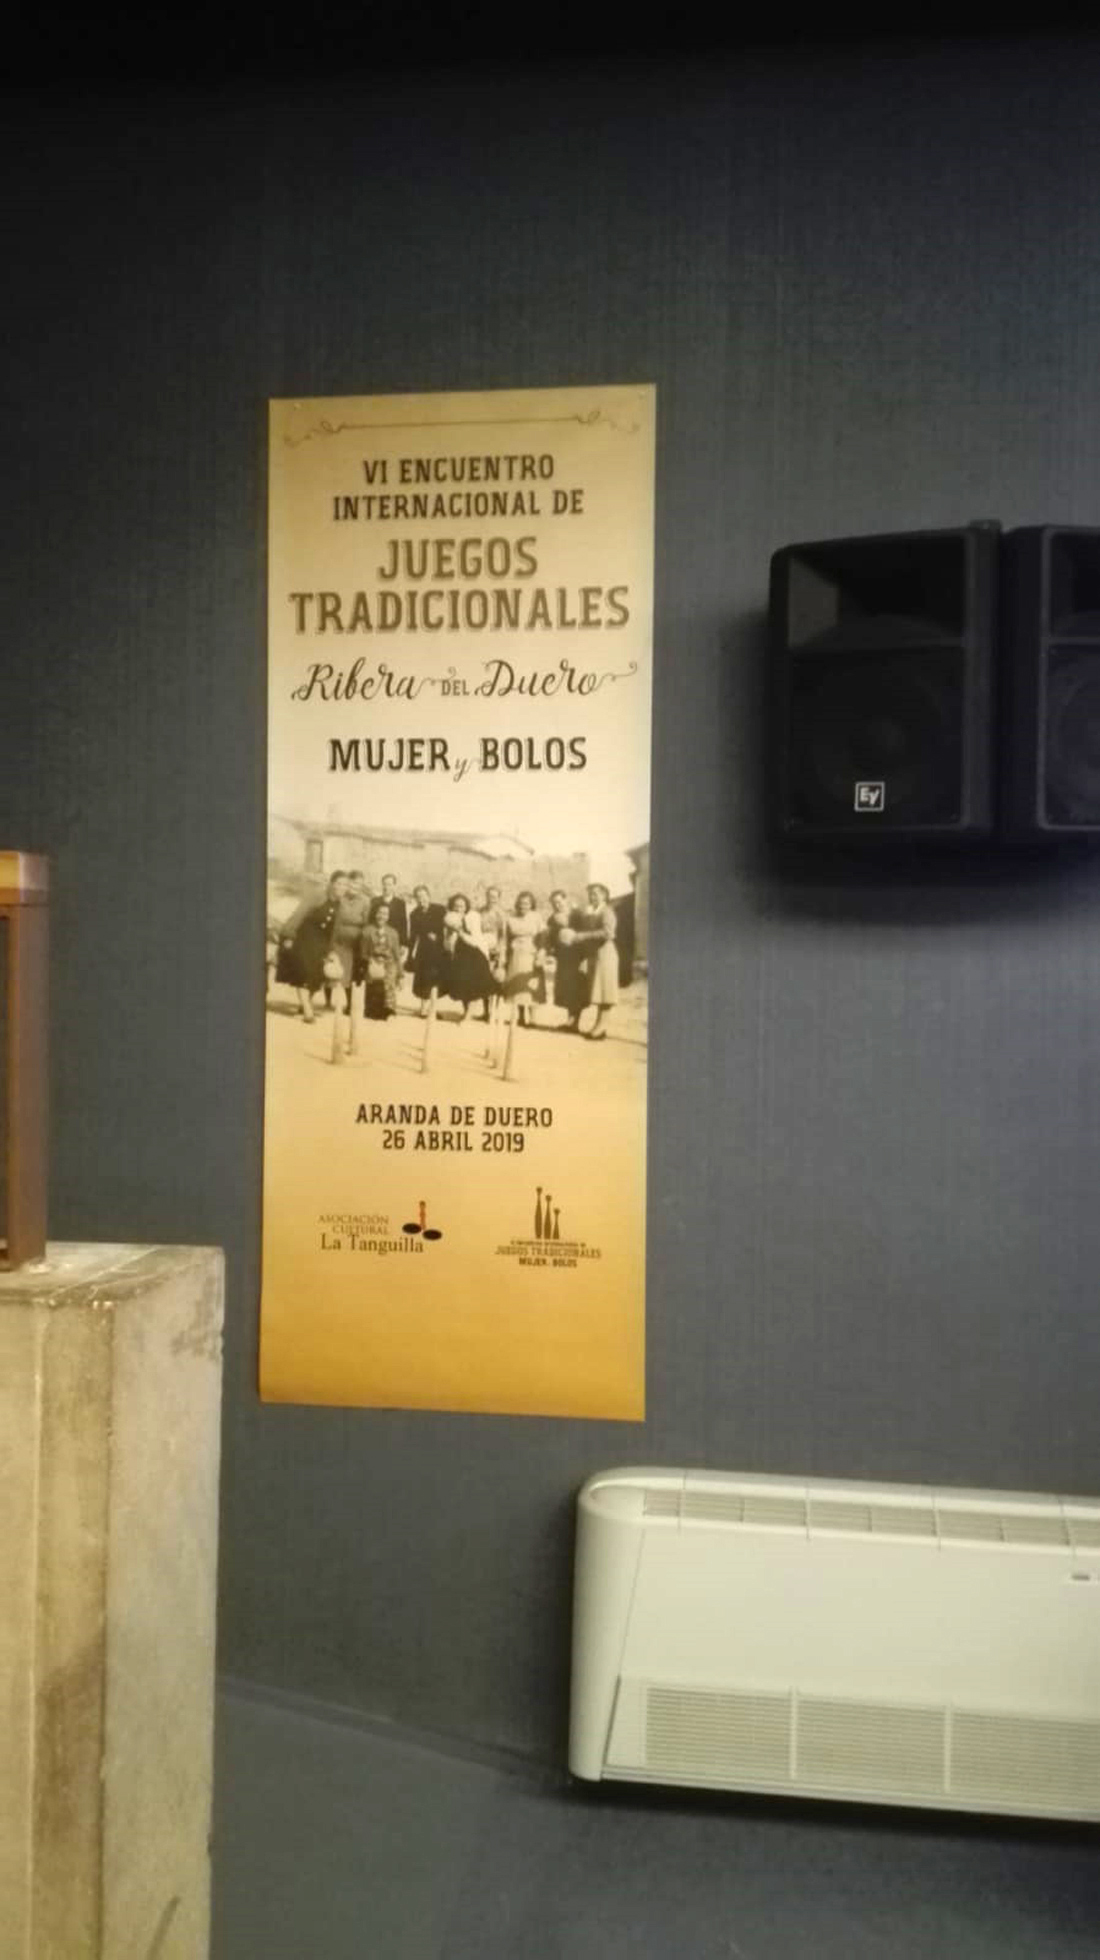 VI ENCUENTRO
INTERNACIONAL DE
JUEGOS
TRADICIONALES
Ribera DEL Duero
MUJER y BOLOS
ARANDA DE DUERO
26 ABRIL 2019
ASOCIACIÓN
CULTURAL
La Tanguilla
JUEGOS TRADICIONALES
MUJER. BOLOS
EV